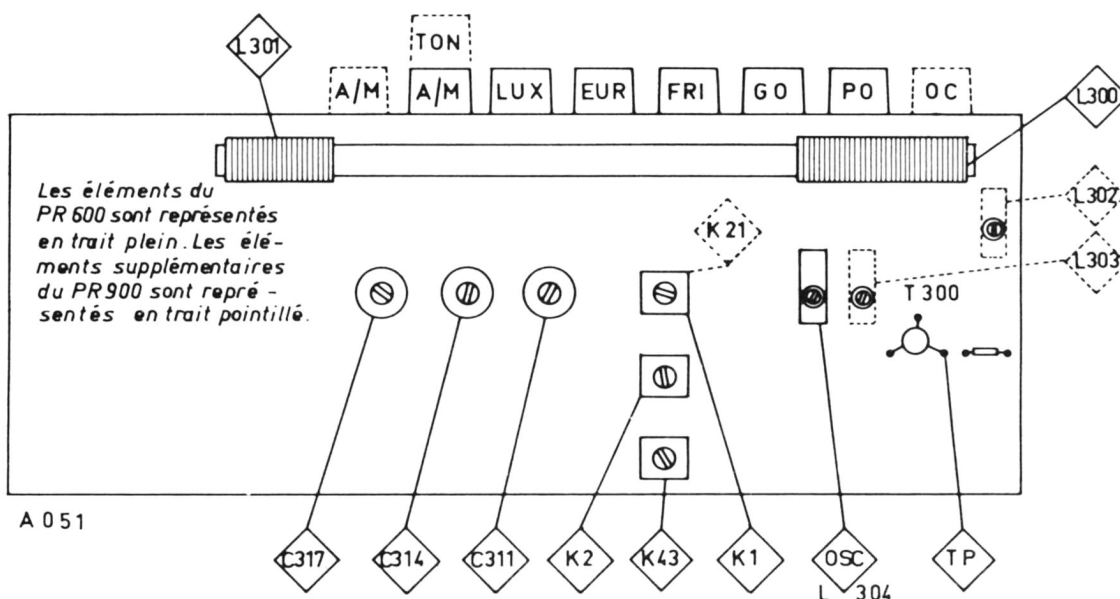 L301
TON
A/M A/M LUX EUR FRI GO PO OC
L300
Les éléments du
PR 600 sont représentés
en trait plein. Les élé-
ments supplémentaires
du PR 900 sont repré-
sentés en trait pointillé.
L302
K 21
L303
T 300
A 051
C317 C314 C311 K2 K43 K1 OSC TP
L 304